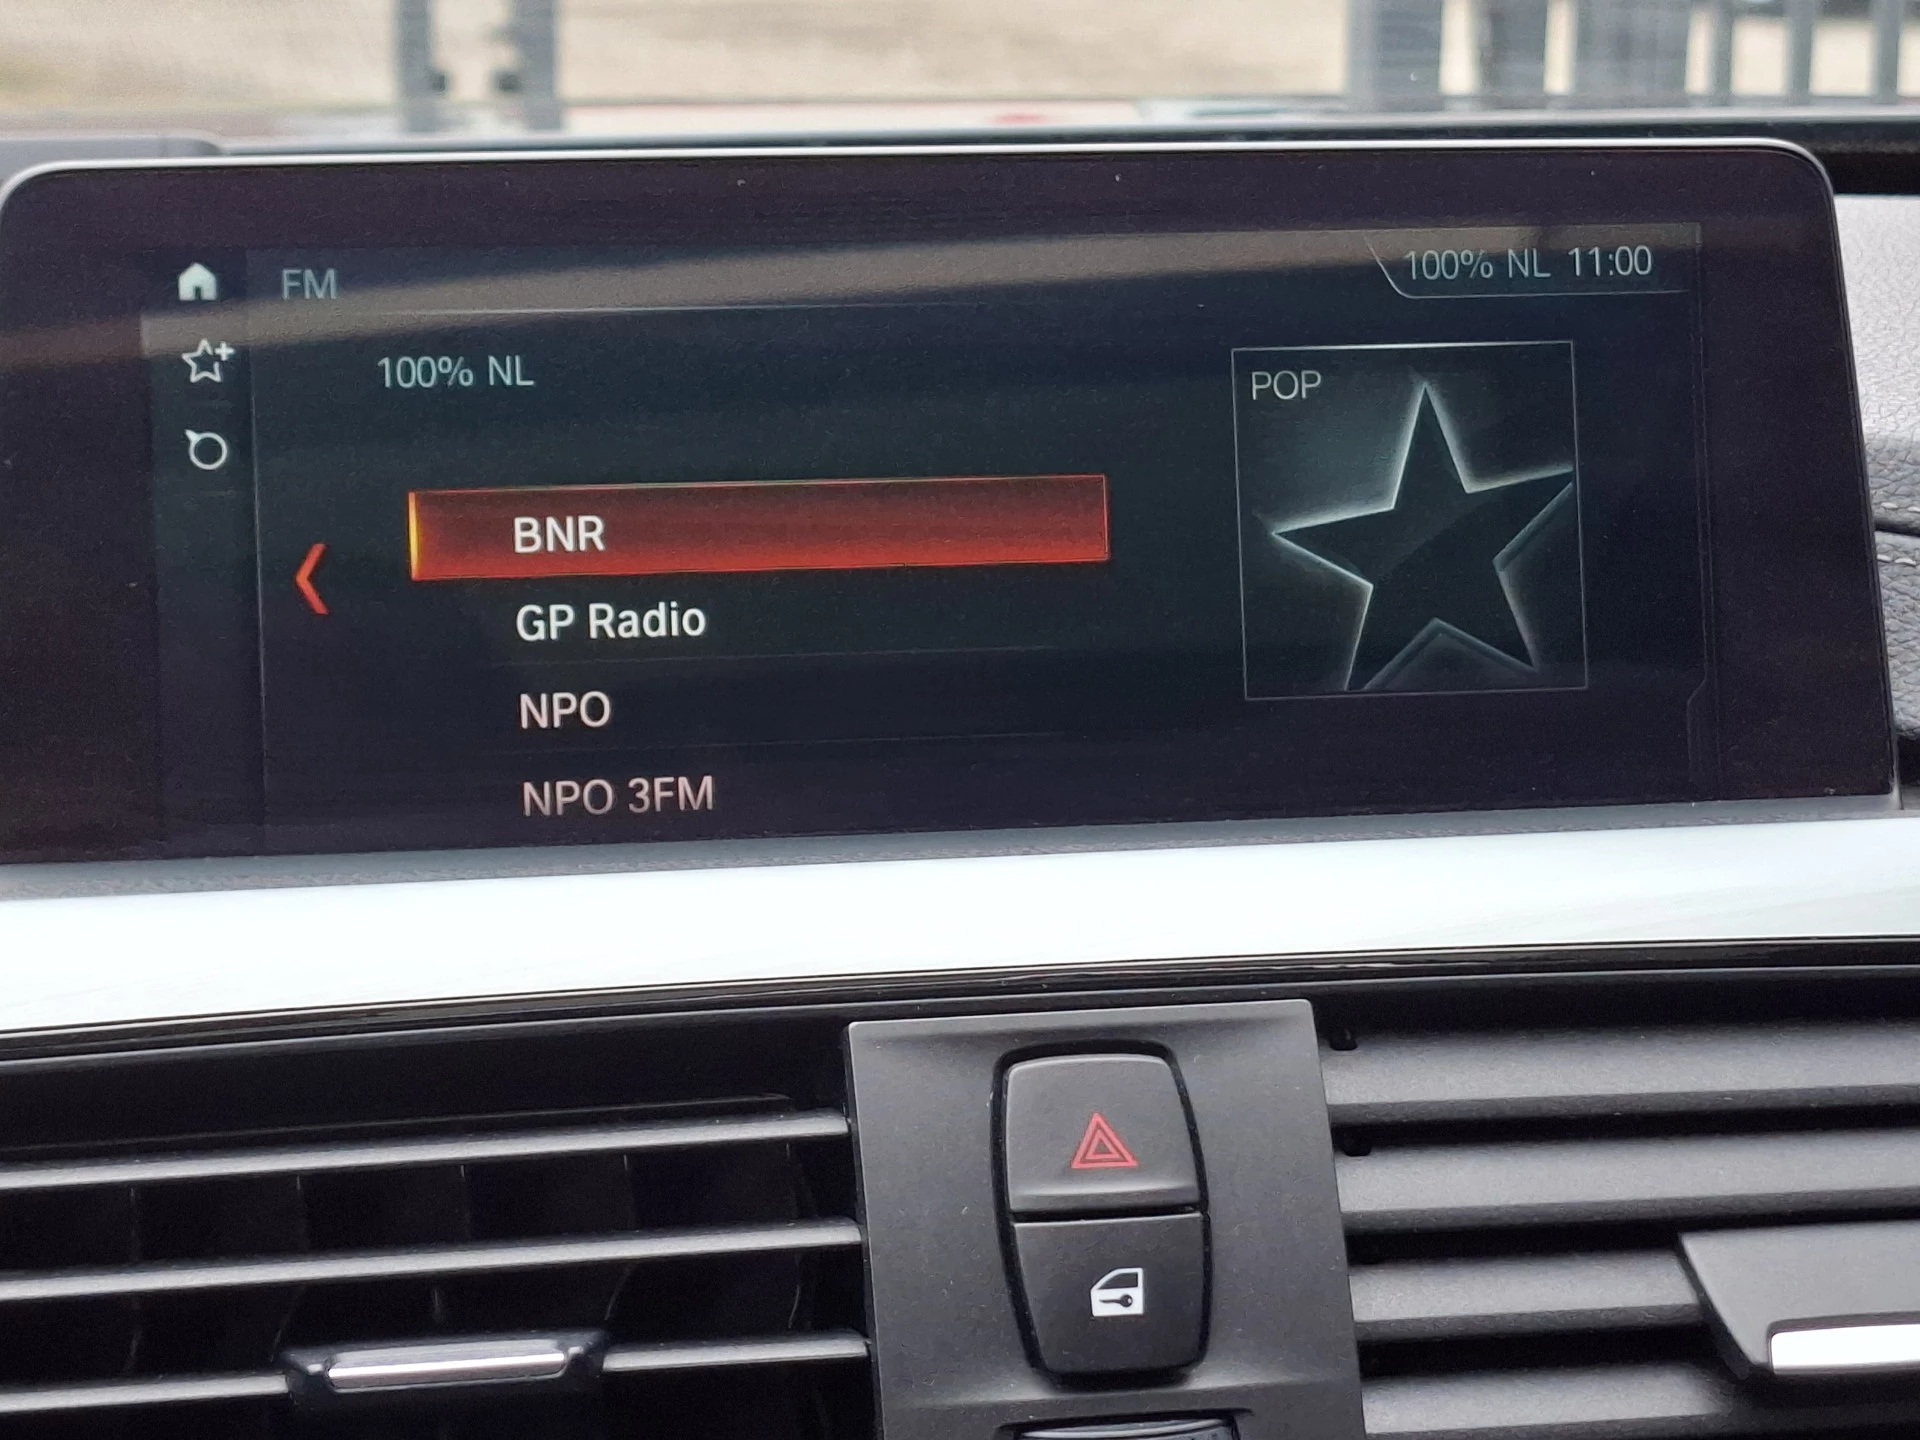 FM
100% NL 11:00
100% NL
POP
BNR
GP Radio
NPO
NPO 3FM